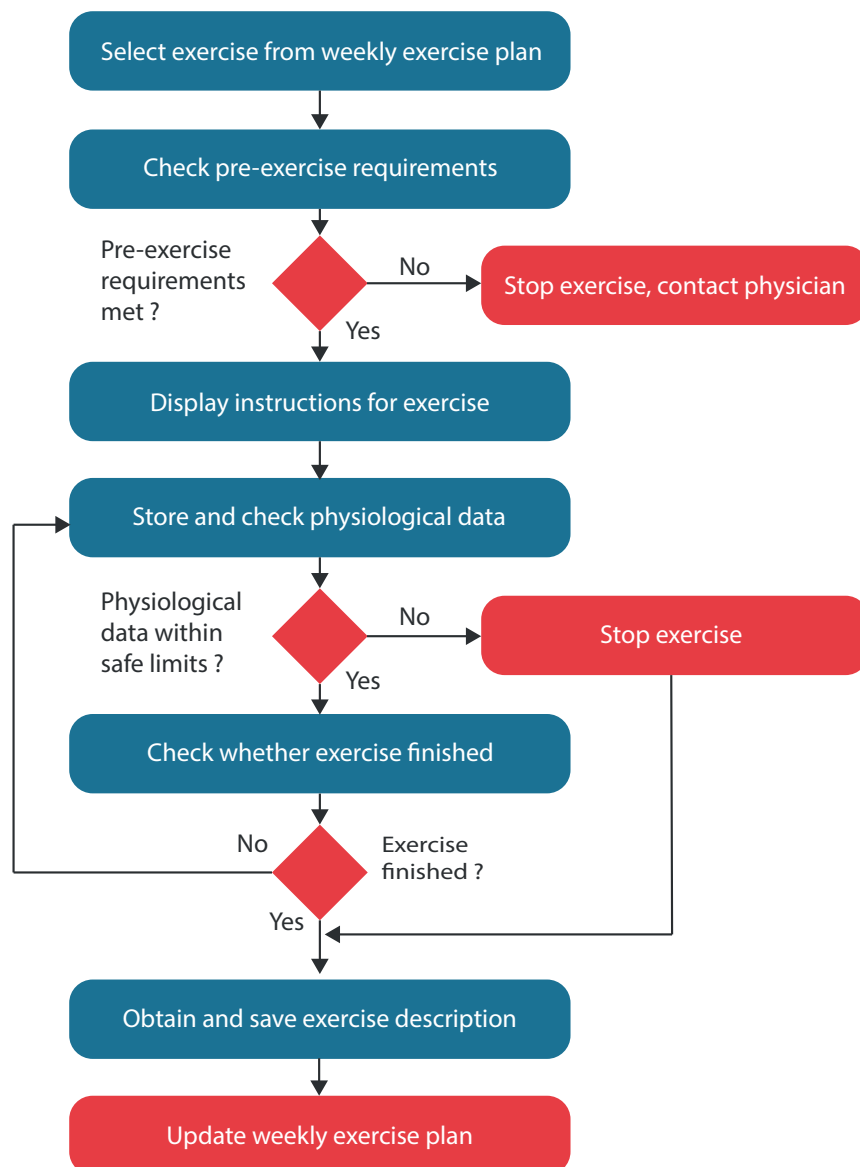 Select exercise from weekly exercise plan
Check pre-exercise requirements
Pre-exercise
requirements
met ?
No
Stop exercise, contact physician
Yes
Display instructions for exercise
Store and check physiological data
Physiological
data within
safe limits ?
No
Stop exercise
Yes
Check whether exercise finished
No
Exercise
finished ?
Yes
Obtain and save exercise description
Update weekly exercise plan